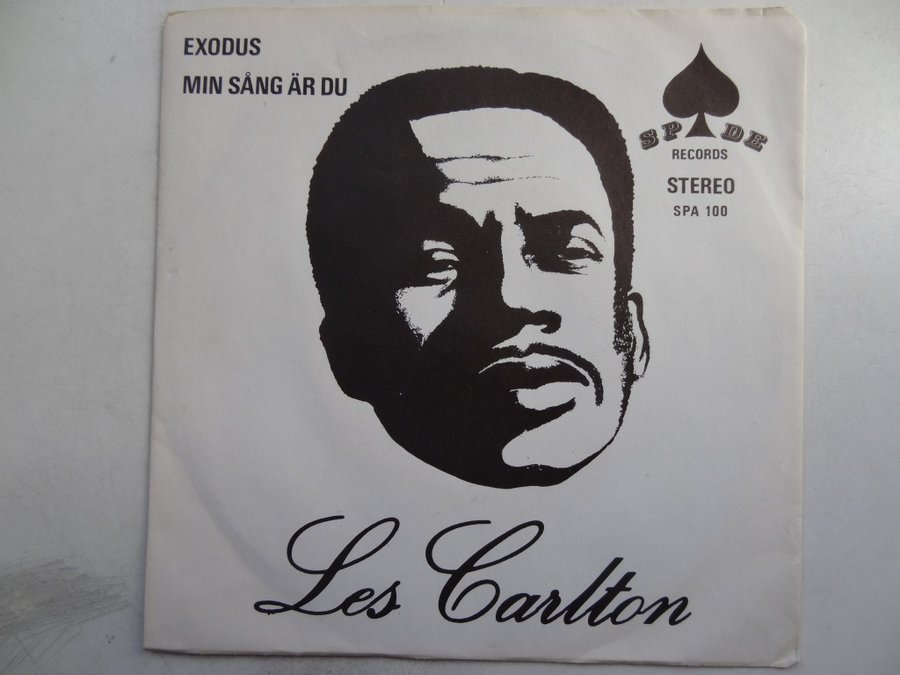 EXODUS
MIN SÅNG ÄR DU
SPADE
RECORDS
STEREO
SPA 100
Les Carlton